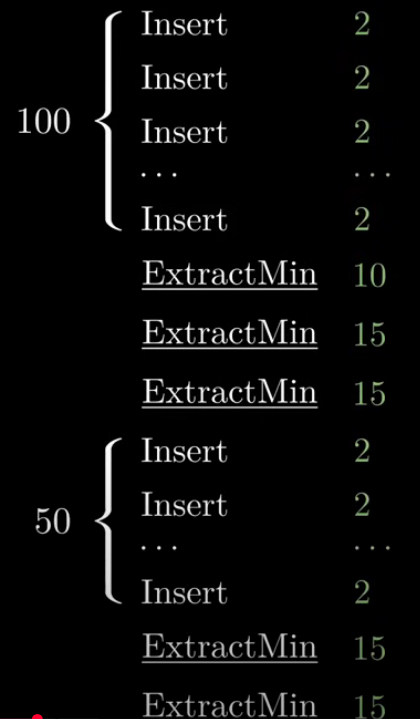 Insert 2
Insert 2
100 Insert 2
... ...
Insert 2
ExtractMin 10
ExtractMin 15
ExtractMin 15
Insert 2
Insert 2
50 ... ...
Insert 2
ExtractMin 15
ExtractMin 15